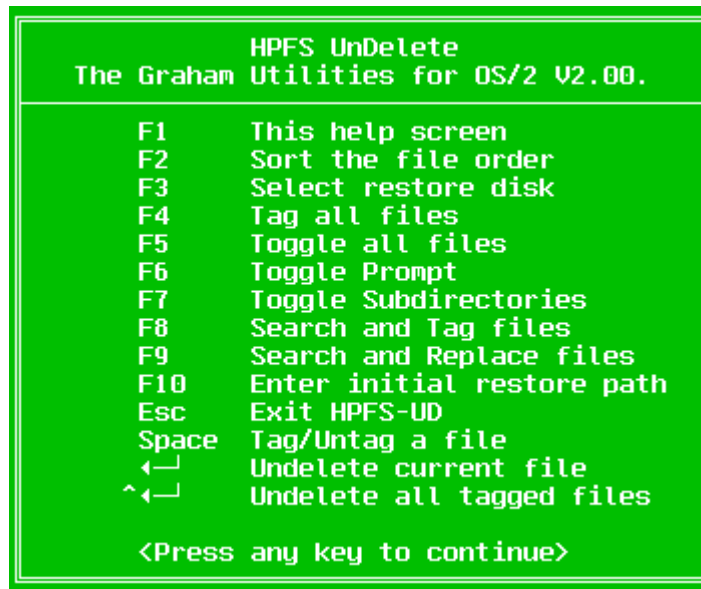 HPFS UnDelete
The Graham Utilities for OS/2 V2.00.
F1 This help screen
F2 Sort the file order
F3 Select restore disk
F4 Tag all files
F5 Toggle all files
F6 Toggle Prompt
F7 Toggle Subdirectories
F8 Search and Tag files
F9 Search and Replace files
F10 Enter initial restore path
Esc Exit HPFS-UD
Space Tag/Untag a file
◄─┘ Undelete current file
^◄─┘ Undelete all tagged files
<Press any key to continue>